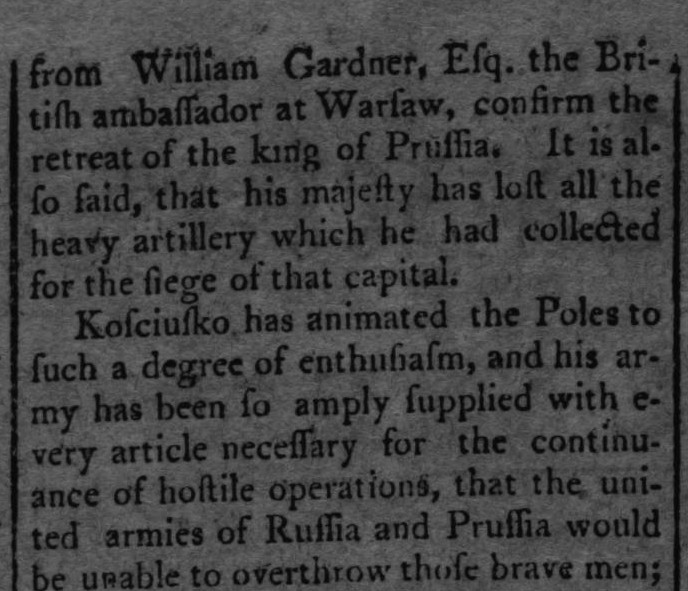 from William Gardner, Eſq. the Bri-
tiſh ambaſſador at Warſaw, confirm the
retreat of the king of Pruſſia. It is al-
ſo ſaid, that his majeſty has loſt all the
heavy artillery which he had collected
for the ſiege of that capital.
Koſciuſko has animated the Poles to
ſuch a degree of enthuſiaſm, and his ar-
my has been ſo amply ſupplied with e-
very article neceſſary for the continu-
ance of hoſtile operations, that the uni-
ted armies of Ruſſia and Pruſſia would
be unable to overthrow thoſe brave men;